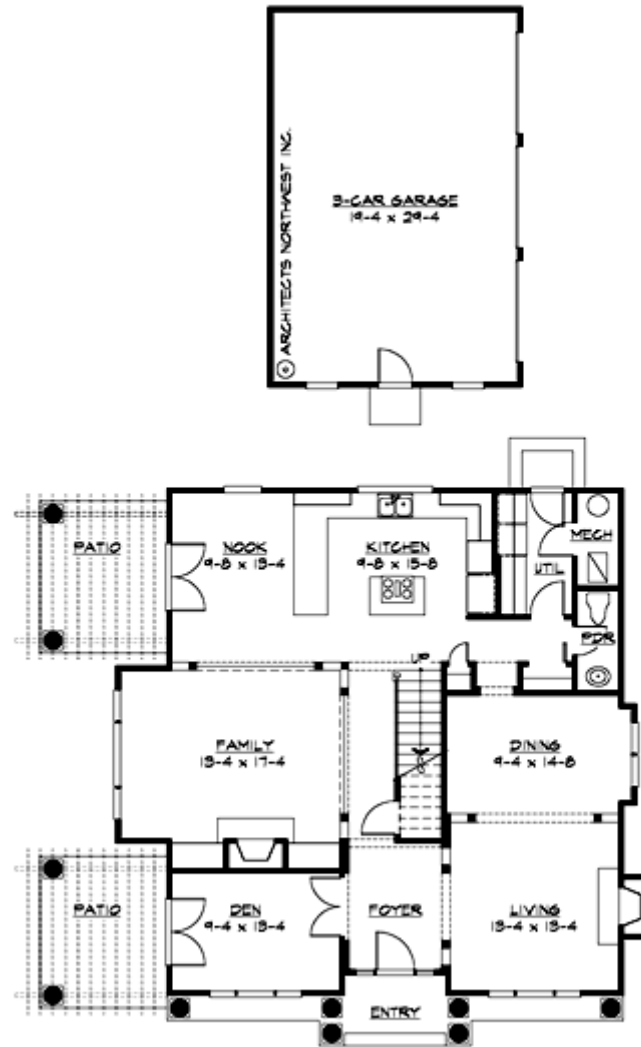 © ARCHITECTS NORTHWEST INC.
3-CAR GARAGE
19-4 x 29-4
PATIO
NOOK
9-8 x 13-4
KITCHEN
9-8 x 15-8
MECH
UTIL
PDR
UP
FAMILY
13-4 x 17-4
DINING
9-4 x 14-8
PATIO
DEN
9-4 x 13-4
FOYER
LIVING
13-4 x 13-4
ENTRY